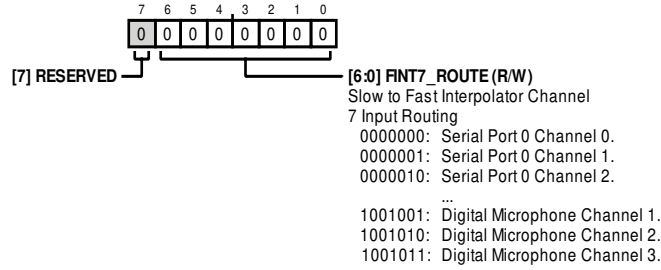 7 6 5 4 3 2 1 0
0 0 0 0 0 0 0 0
[7] RESERVED
[6:0] FINT7_ROUTE (R/W)
Slow to Fast Interpolator Channel
7 Input Routing
0000000: Serial Port 0 Channel 0.
0000001: Serial Port 0 Channel 1.
0000010: Serial Port 0 Channel 2.
...
1001001: Digital Microphone Channel 1.
1001010: Digital Microphone Channel 2.
1001011: Digital Microphone Channel 3.